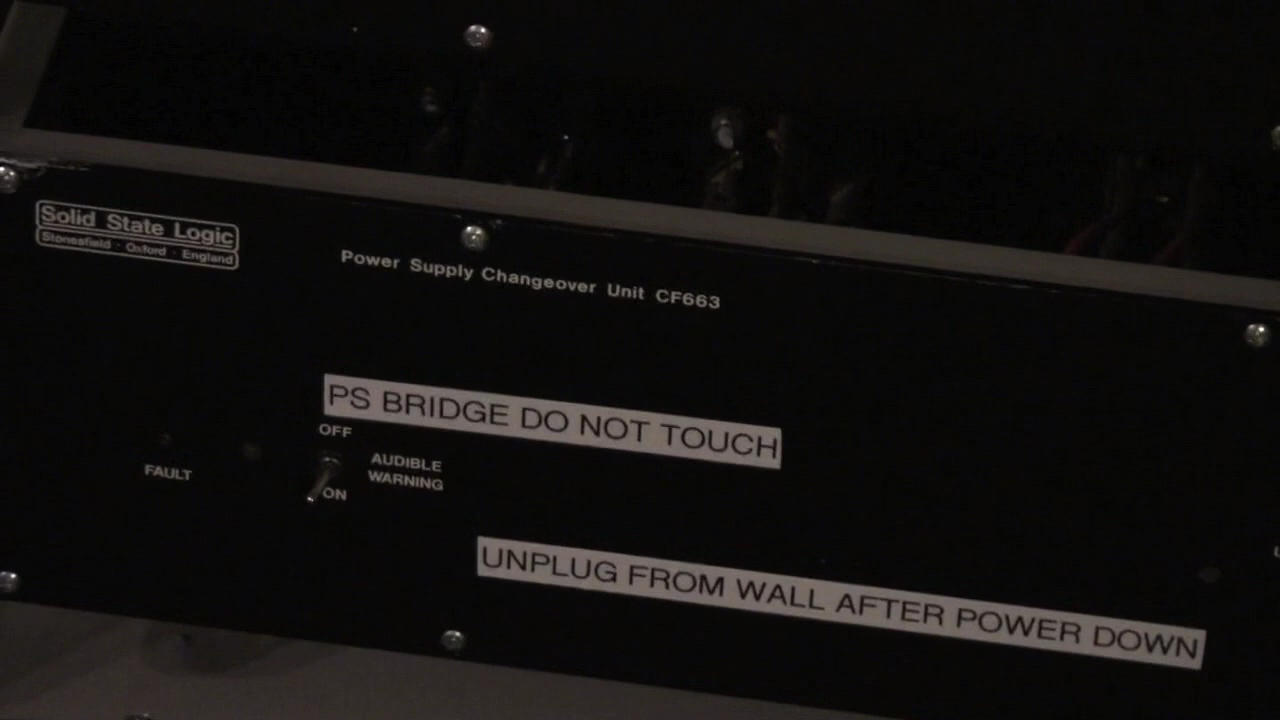 Solid State Logic
Stonesfield · Oxford · England
Power Supply Changeover Unit CF663
PS BRIDGE DO NOT TOUCH
OFF
AUDIBLE
WARNING
FAULT
ON
UNPLUG FROM WALL AFTER POWER DOWN